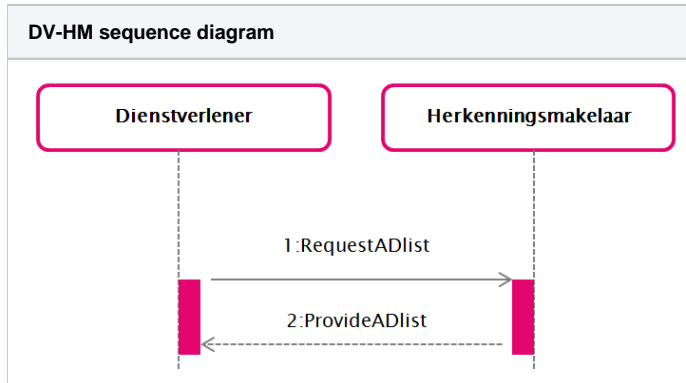 DV-HM sequence diagram
Dienstverlener
Herkenningsmakelaar
1:RequestADlist
2:ProvideADlist